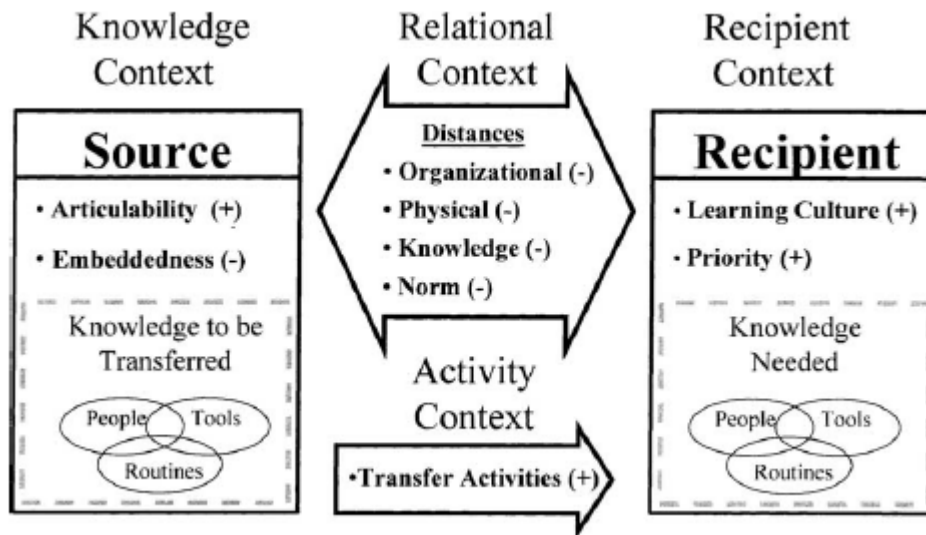 Knowledge
Context
Source
• Articulability (+)
• Embeddedness (-)
Knowledge to be
Transferred
People
Tools
Routines
Relational
Context
Distances
• Organizational (-)
• Physical (-)
• Knowledge (-)
• Norm (-)
Activity
Context
•Transfer Activities (+)
Recipient
Context
Recipient
• Learning Culture (+)
• Priority (+)
Knowledge
Needed
People
Tools
Routines